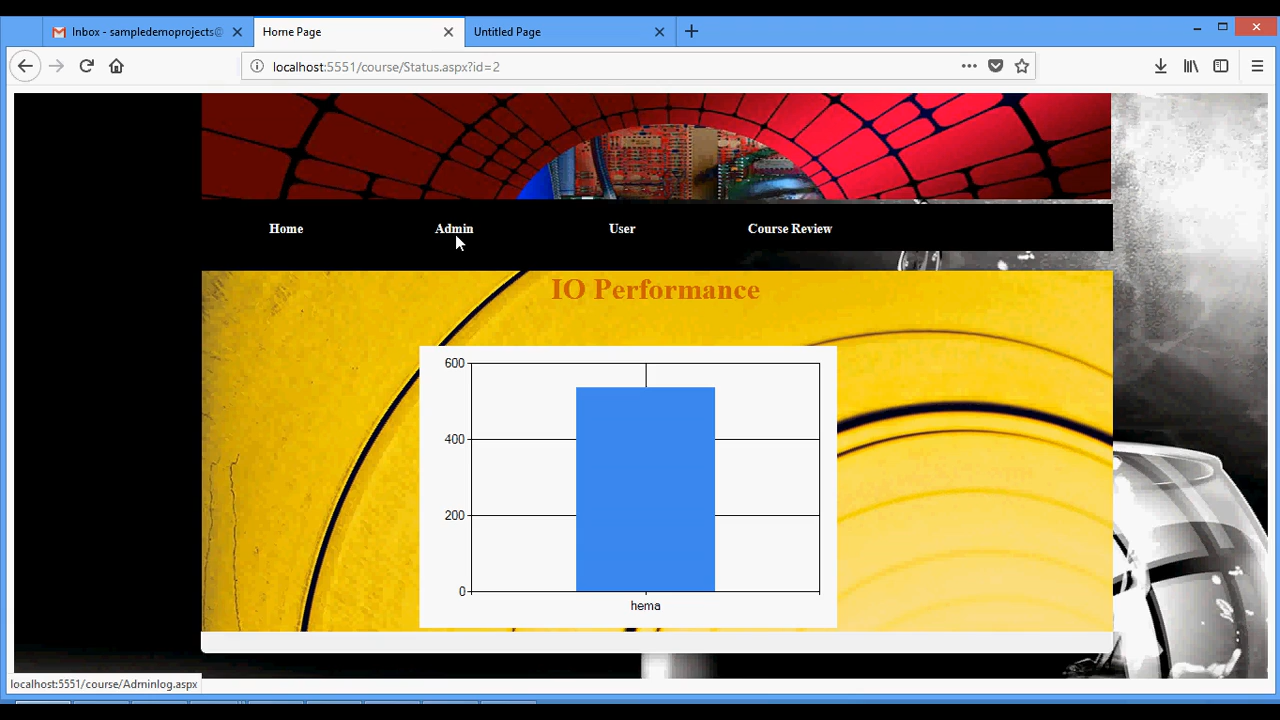 Inbox - sampledemoprojects@
Home Page
Untitled Page
localhost:5551/course/Status.aspx?id=2
Home Admin User Course Review
IO Performance
600
400
200
0
hema
localhost:5551/course/Adminlog.aspx